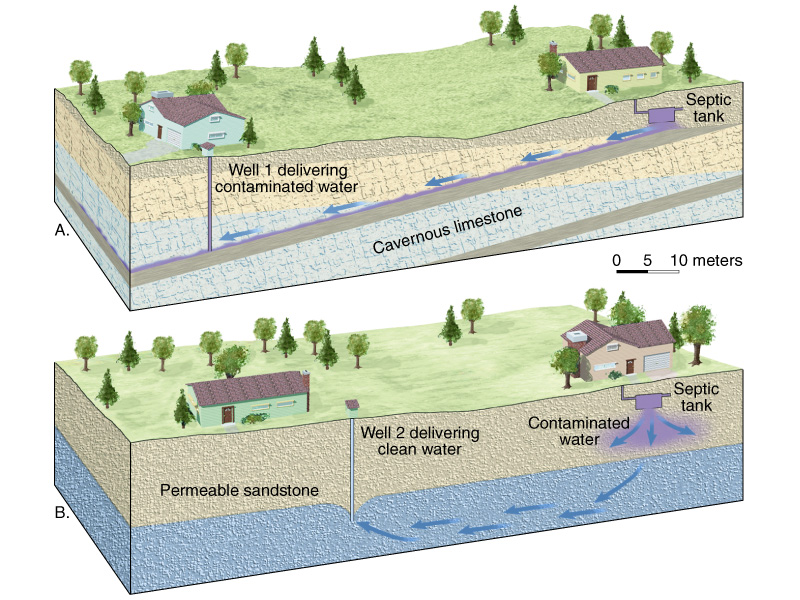 Septic
tank
Well 1 delivering
contaminated water
A.
Cavernous limestone
0 5 10 meters
Septic
tank
Contaminated
water
Well 2 delivering
clean water
Permeable sandstone
B.